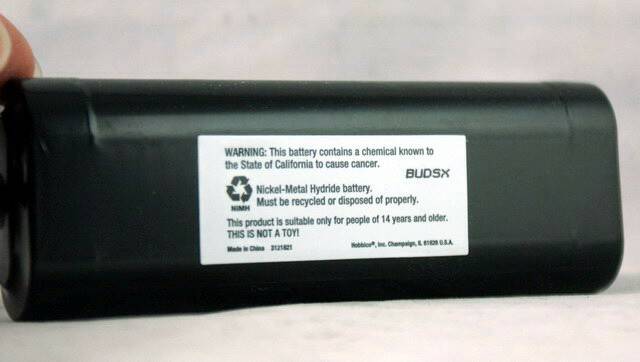 WARNING: This battery contains a chemical known to
the State of California to cause cancer.
BUDSX
Nickel-Metal Hydride battery.
Must be recycled or disposed of properly.
NiMH
This product is suitable only for people of 14 years and older.
THIS IS NOT A TOY!
Made in China 3121821
Hobbico®, Inc. Champaign, IL 61826 U.S.A.